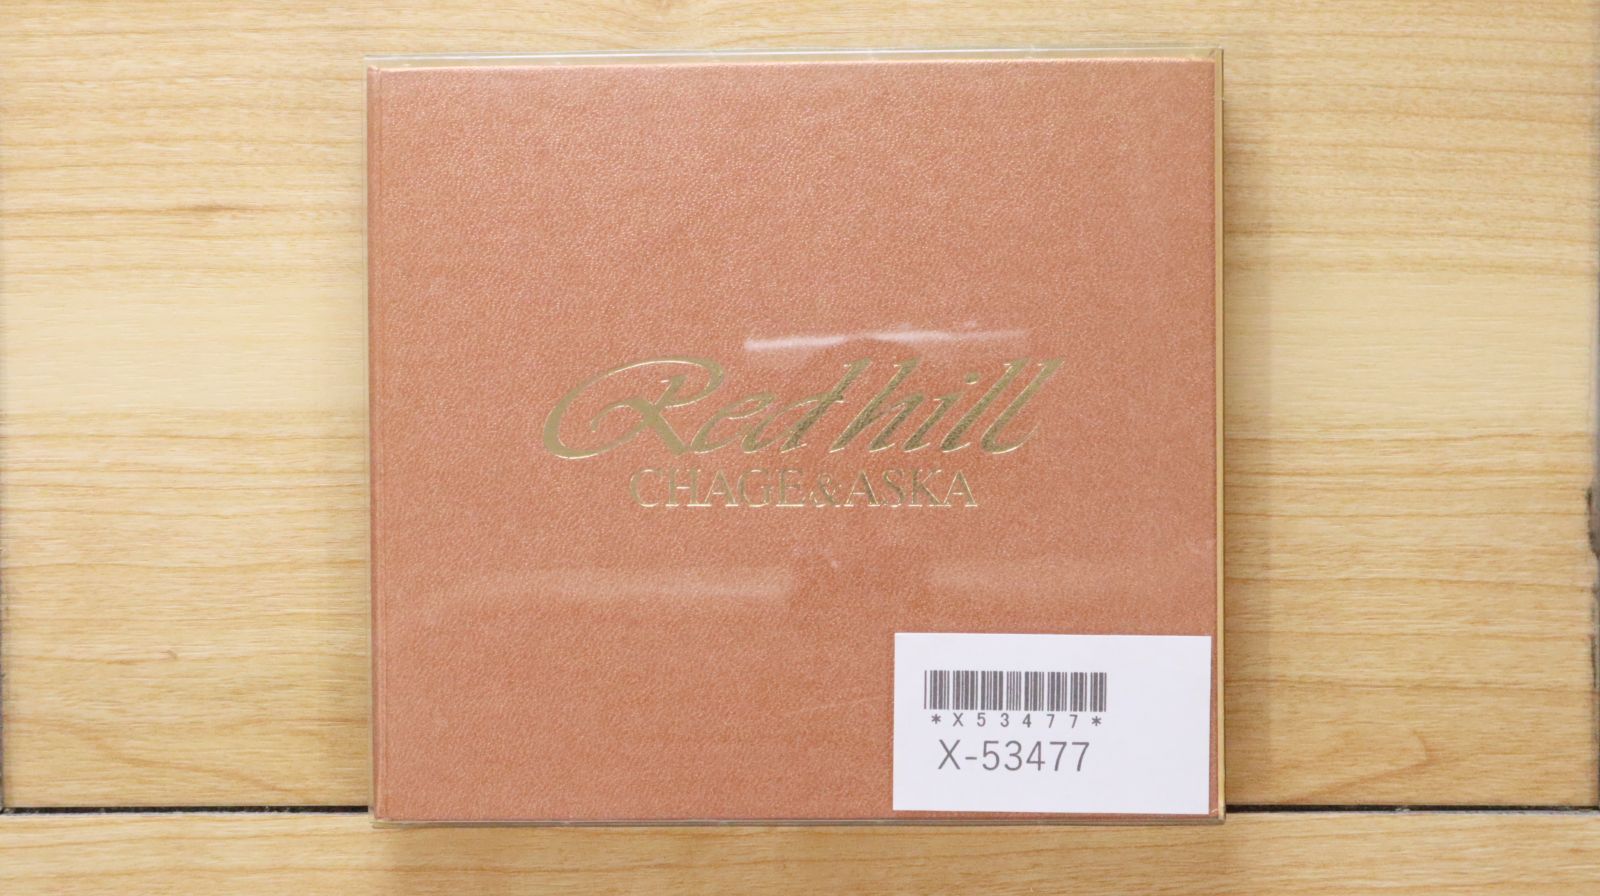 Red hill
CHAGE&ASKA
*X53477*
X-53477